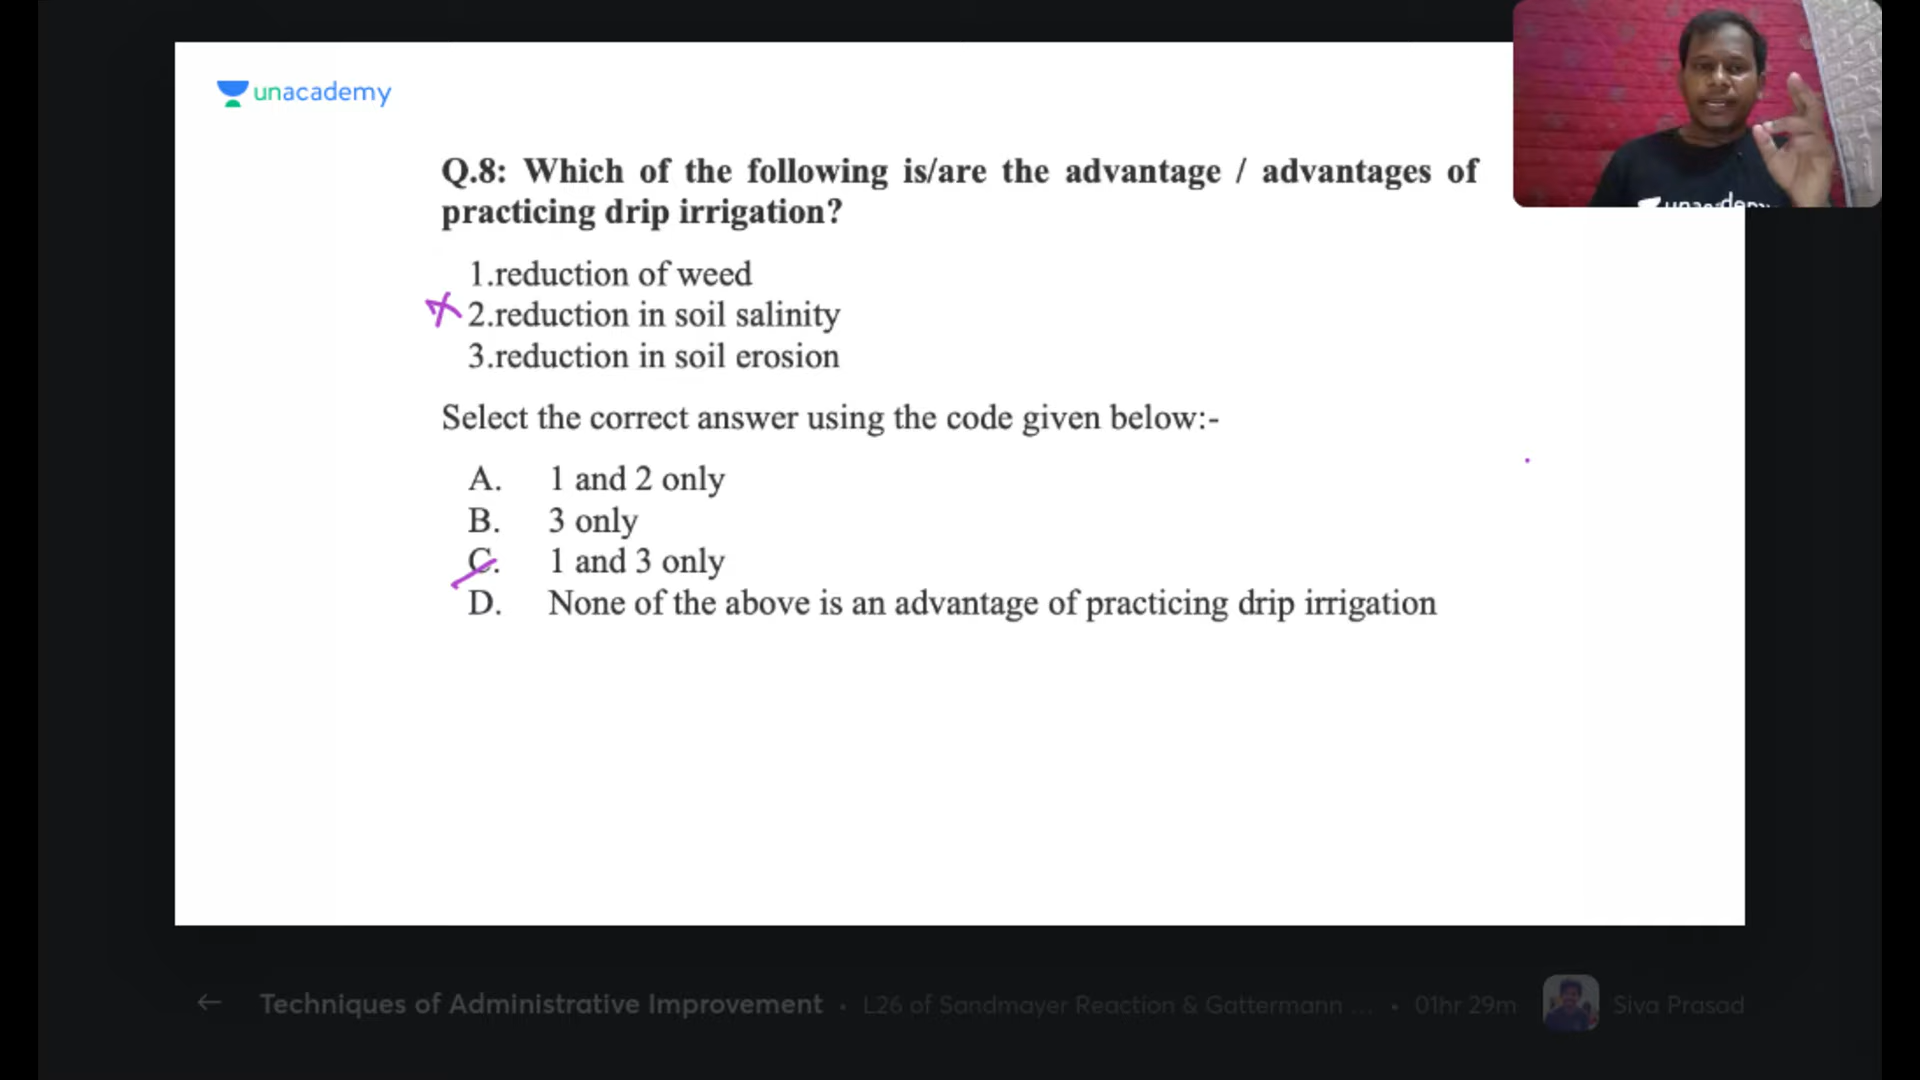 unacademy
Q.8: Which of the following is/are the advantage / advantages of
practicing drip irrigation?
1.reduction of weed
2.reduction in soil salinity
3.reduction in soil erosion
Select the correct answer using the code given below:-
A. 1 and 2 only
B. 3 only
C. 1 and 3 only
D. None of the above is an advantage of practicing drip irrigation
Techniques of Administrative Improvement • L26 of Sandmayer Reaction & Gattermann ... • 01hr 29m Siva Prasad